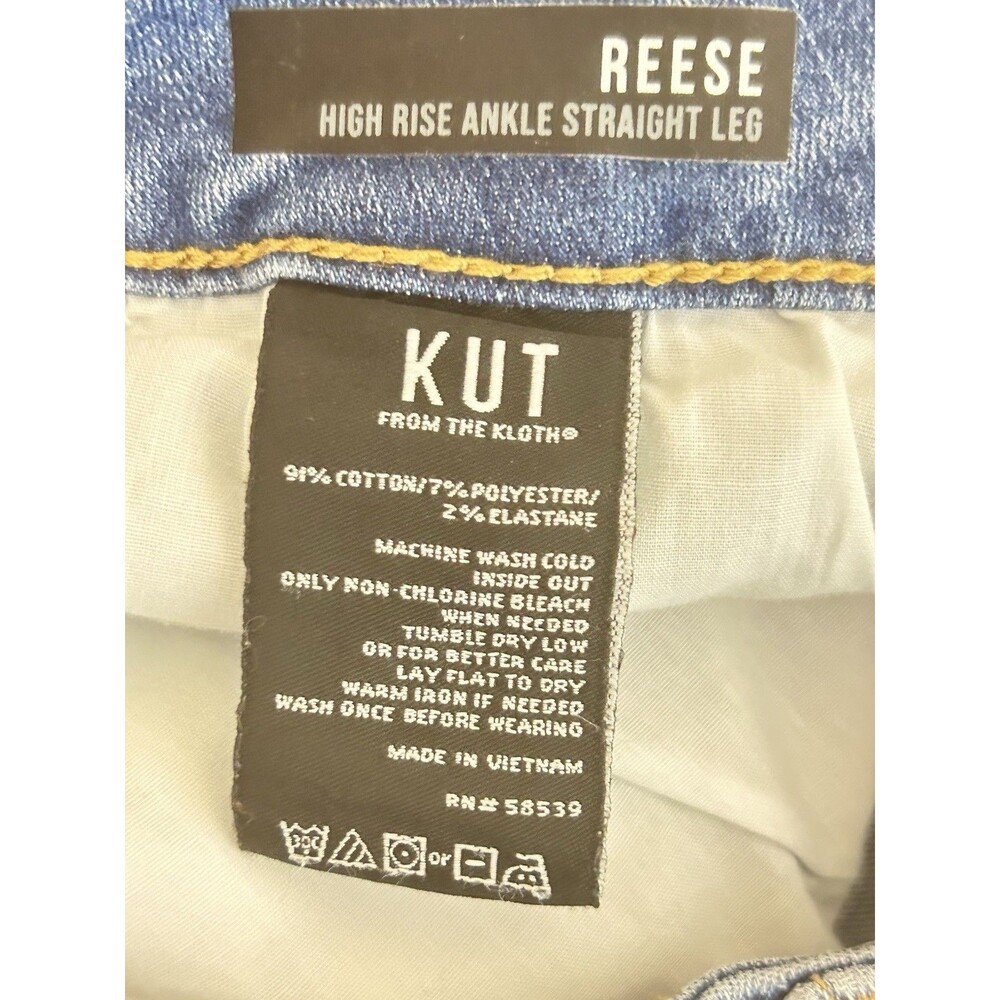 REESE
HIGH RISE ANKLE STRAIGHT LEG
KUT
FROM THE KLOTH®
91% COTTON/7% POLYESTER/
2% ELASTANE
MACHINE WASH COLD
INSIDE OUT
ONLY NON-CHLORINE BLEACH
WHEN NEEDED
TUMBLE DRY LOW
OR FOR BETTER CARE
LAY FLAT TO DRY
WARM IRON IF NEEDED
WASH ONCE BEFORE WEARING
MADE IN VIETNAM
RN# 58539
30C or